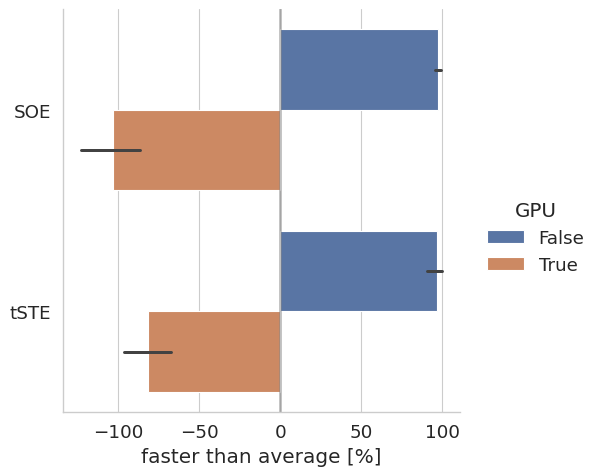 SOE
tSTE
GPU
False
True
−100 −50 0 50 100
faster than average [%]